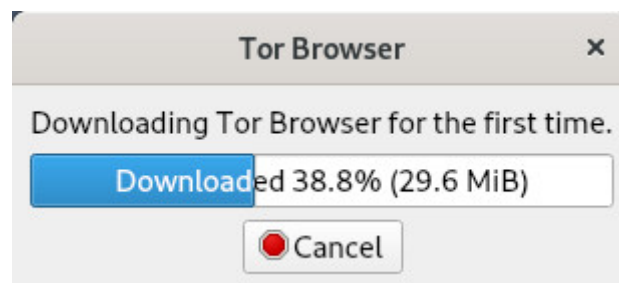 Tor Browser ×
Downloading Tor Browser for the first time.
Downloaded 38.8% (29.6 MiB)
Cancel